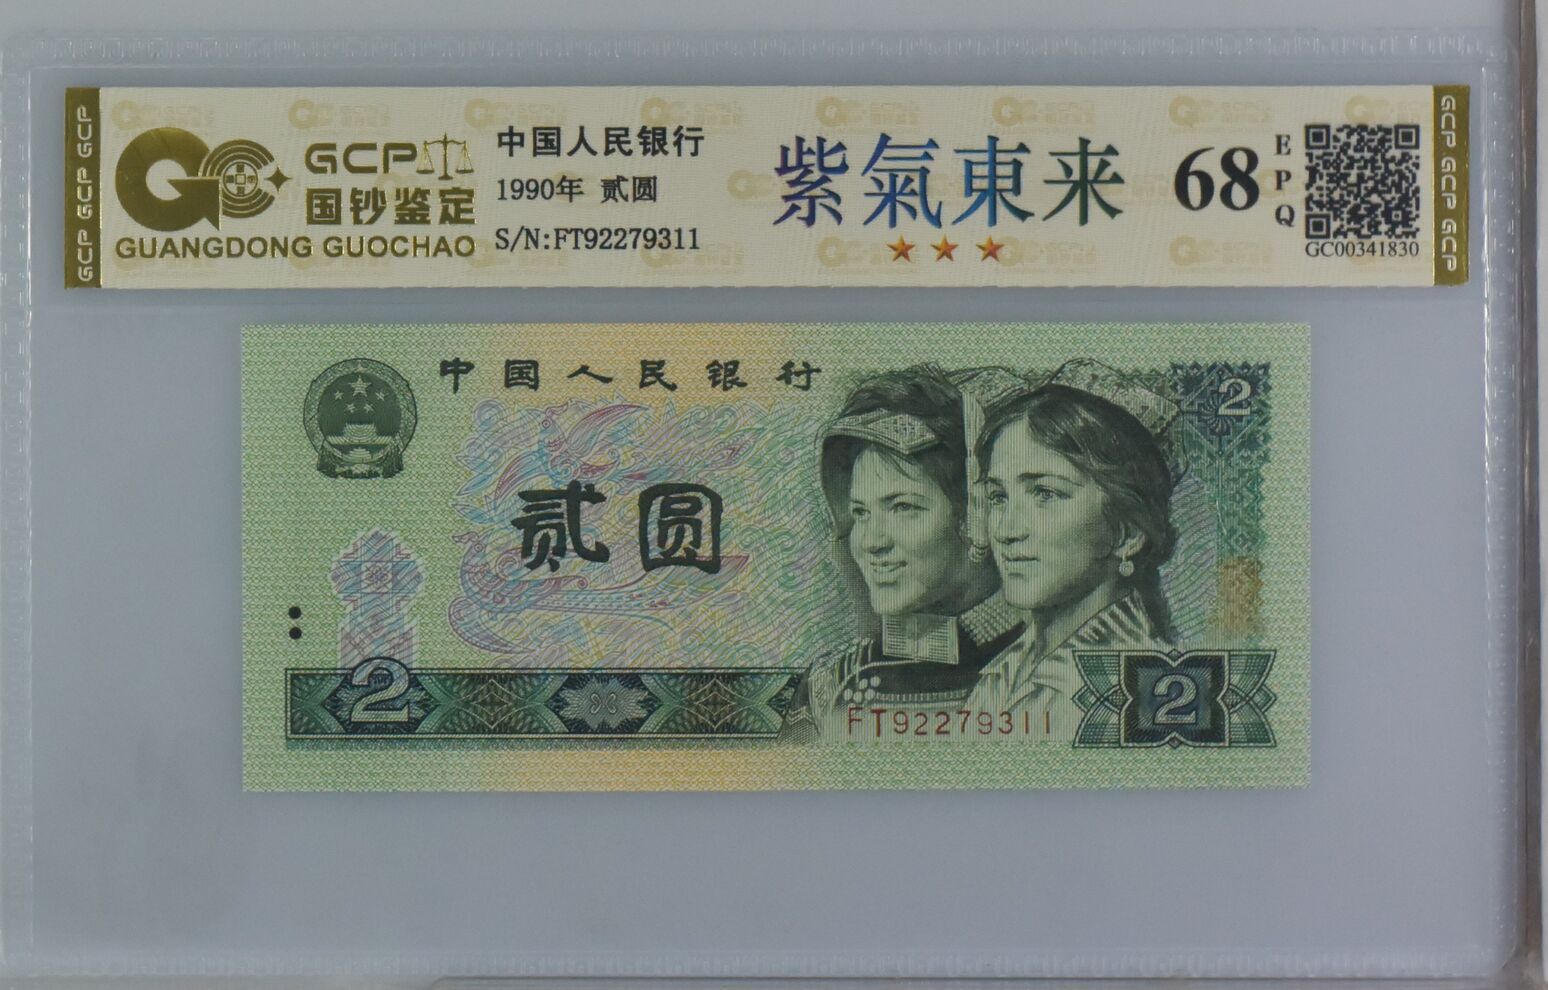 GCP GCP GCP
GCP
国钞鉴定
GUANGDONG GUOCHAO
中国人民银行
1990年 贰圆
S/N:FT92279311
紫氣東来
★★★
68
EPQ
GC00341830
GCP GCP GCP
中国人民银行
2
贰圆
2
FT92279311
2